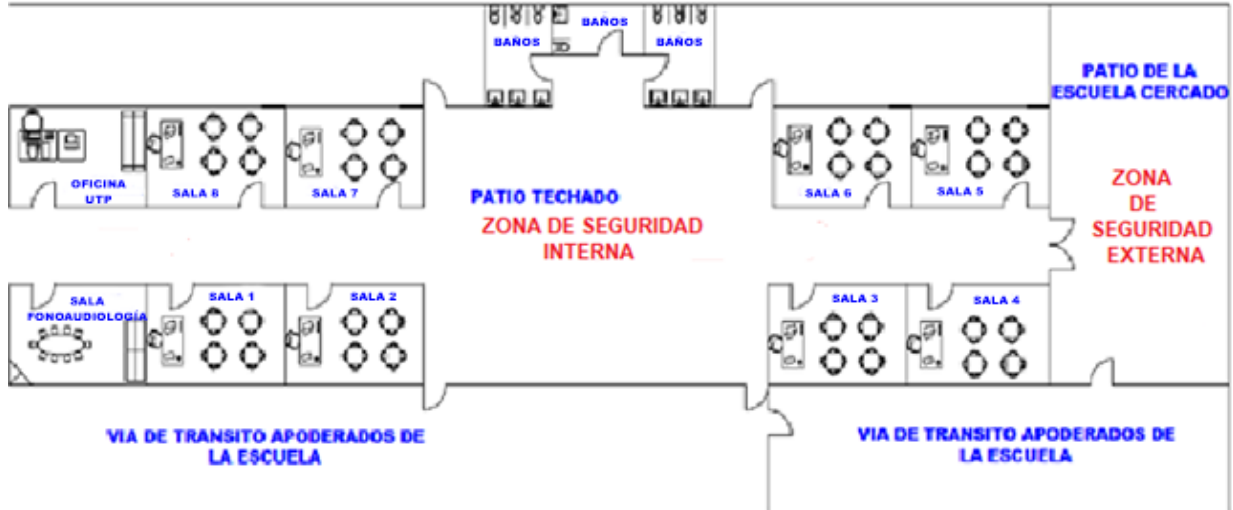 BAÑOS
BAÑOS
BAÑOS
PATIO DE LA
ESCUELA CERCADO
OFICINA
UTP
SALA 8
SALA 7
PATIO TECHADO
ZONA DE SEGURIDAD
INTERNA
SALA 6
SALA 5
ZONA
DE
SEGURIDAD
EXTERNA
SALA
FONOAUDIOLOGÍA
SALA 1
SALA 2
SALA 3
SALA 4
VIA DE TRANSITO APODERADOS DE
LA ESCUELA
VIA DE TRANSITO APODERADOS DE
LA ESCUELA